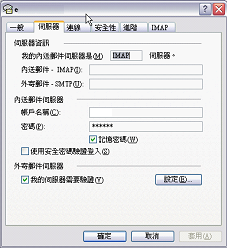 e
一般 伺服器 連線 安全性 進階 IMAP
伺服器資訊
我的內送郵件伺服器是(M) IMAP 伺服器。
內送郵件 - IMAP(I):
外寄郵件 - SMTP(U):
內送郵件伺服器
帳戶名稱(C):
密碼(P): ******
記憶密碼(W)
使用安全密碼驗證登入(S)
外寄郵件伺服器
我的伺服器需要驗證(V) 設定(E)...
確定 取消 套用(A)